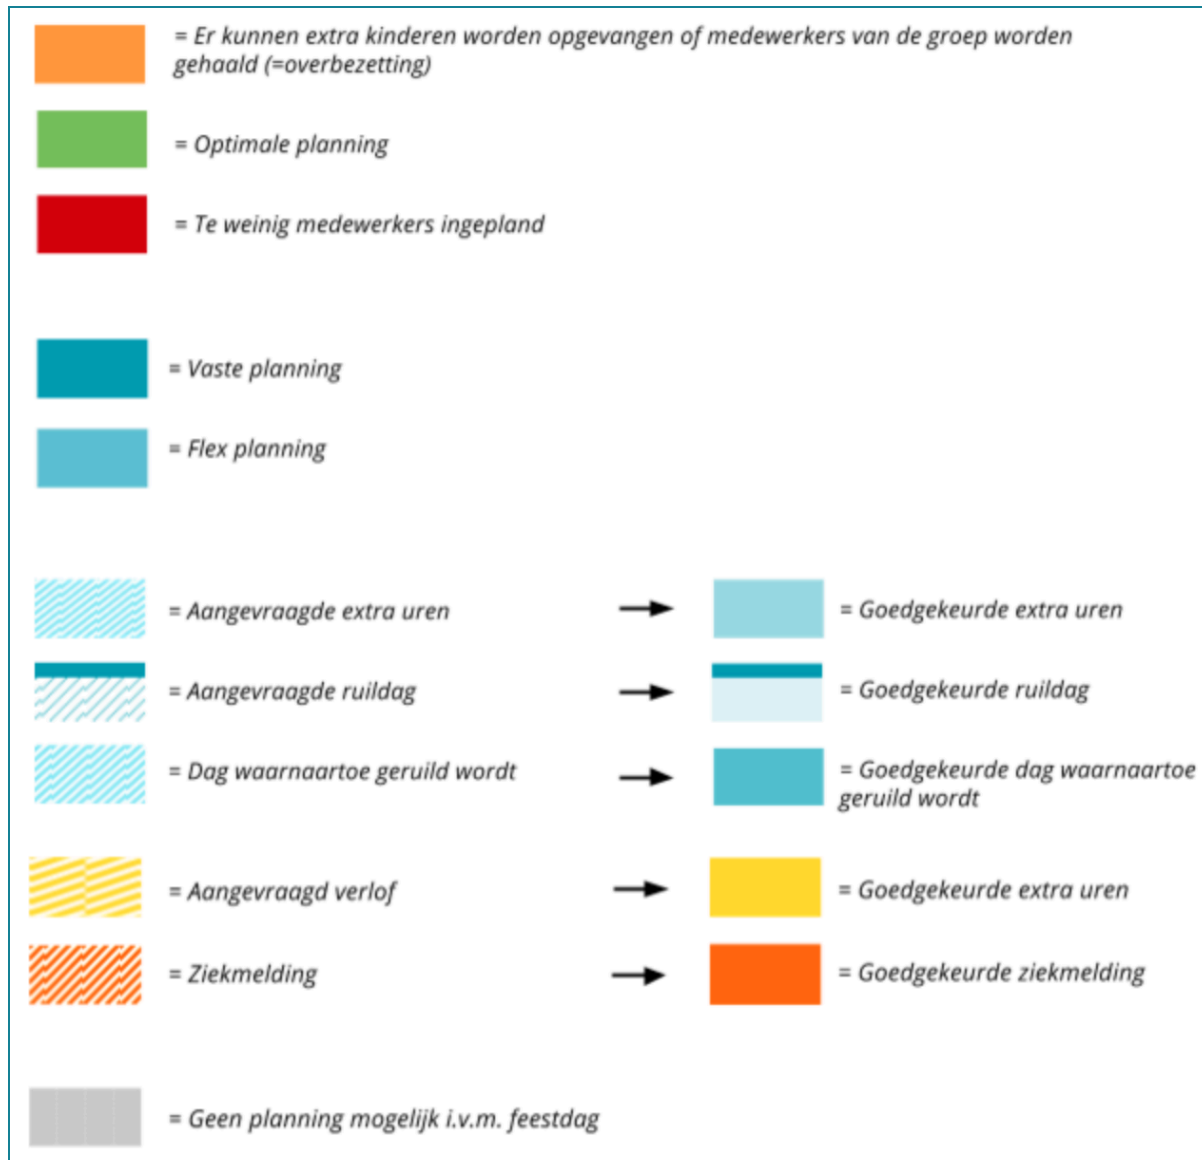 = Er kunnen extra kinderen worden opgevangen of medewerkers van de groep worden
gehaald (=overbezetting)
= Optimale planning
= Te weinig medewerkers ingepland
= Vaste planning
= Flex planning
= Aangevraagde extra uren
= Goedgekeurde extra uren
= Aangevraagde ruildag
= Goedgekeurde ruildag
= Dag waarnaartoe geruild wordt
= Goedgekeurde dag waarnaartoe
geruild wordt
= Aangevraagd verlof
= Goedgekeurde extra uren
= Ziekmelding
= Goedgekeurde ziekmelding
= Geen planning mogelijk i.v.m. feestdag